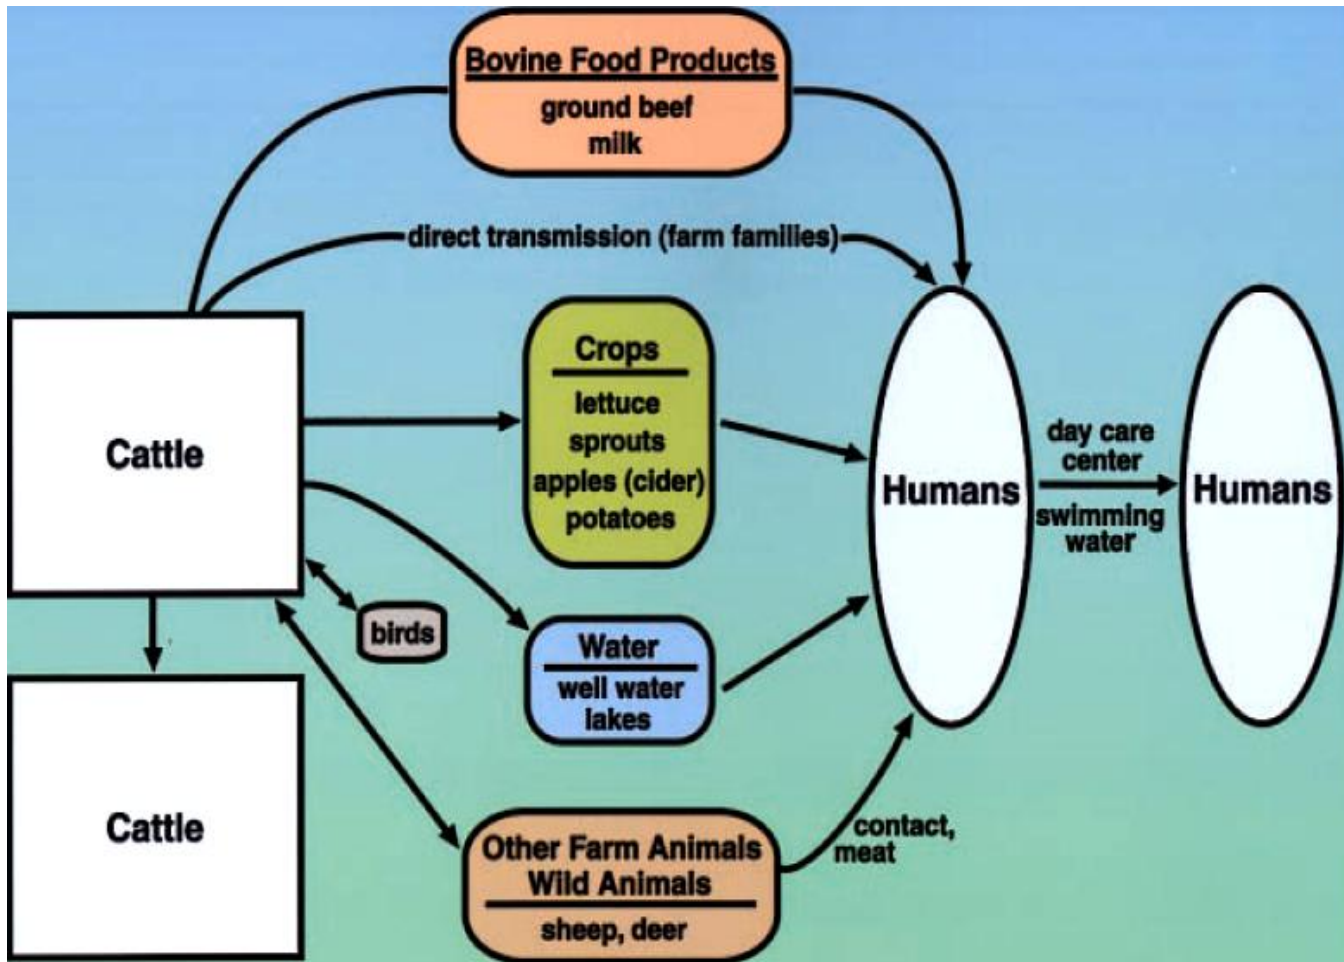 Bovine Food Products
ground beef
milk
direct transmission (farm families)
Cattle
Crops
lettuce
sprouts
apples (cider)
potatoes
Humans
day care
center
swimming
water
Humans
birds
Water
well water
lakes
Cattle
Other Farm Animals
Wild Animals
sheep, deer
contact,
meat